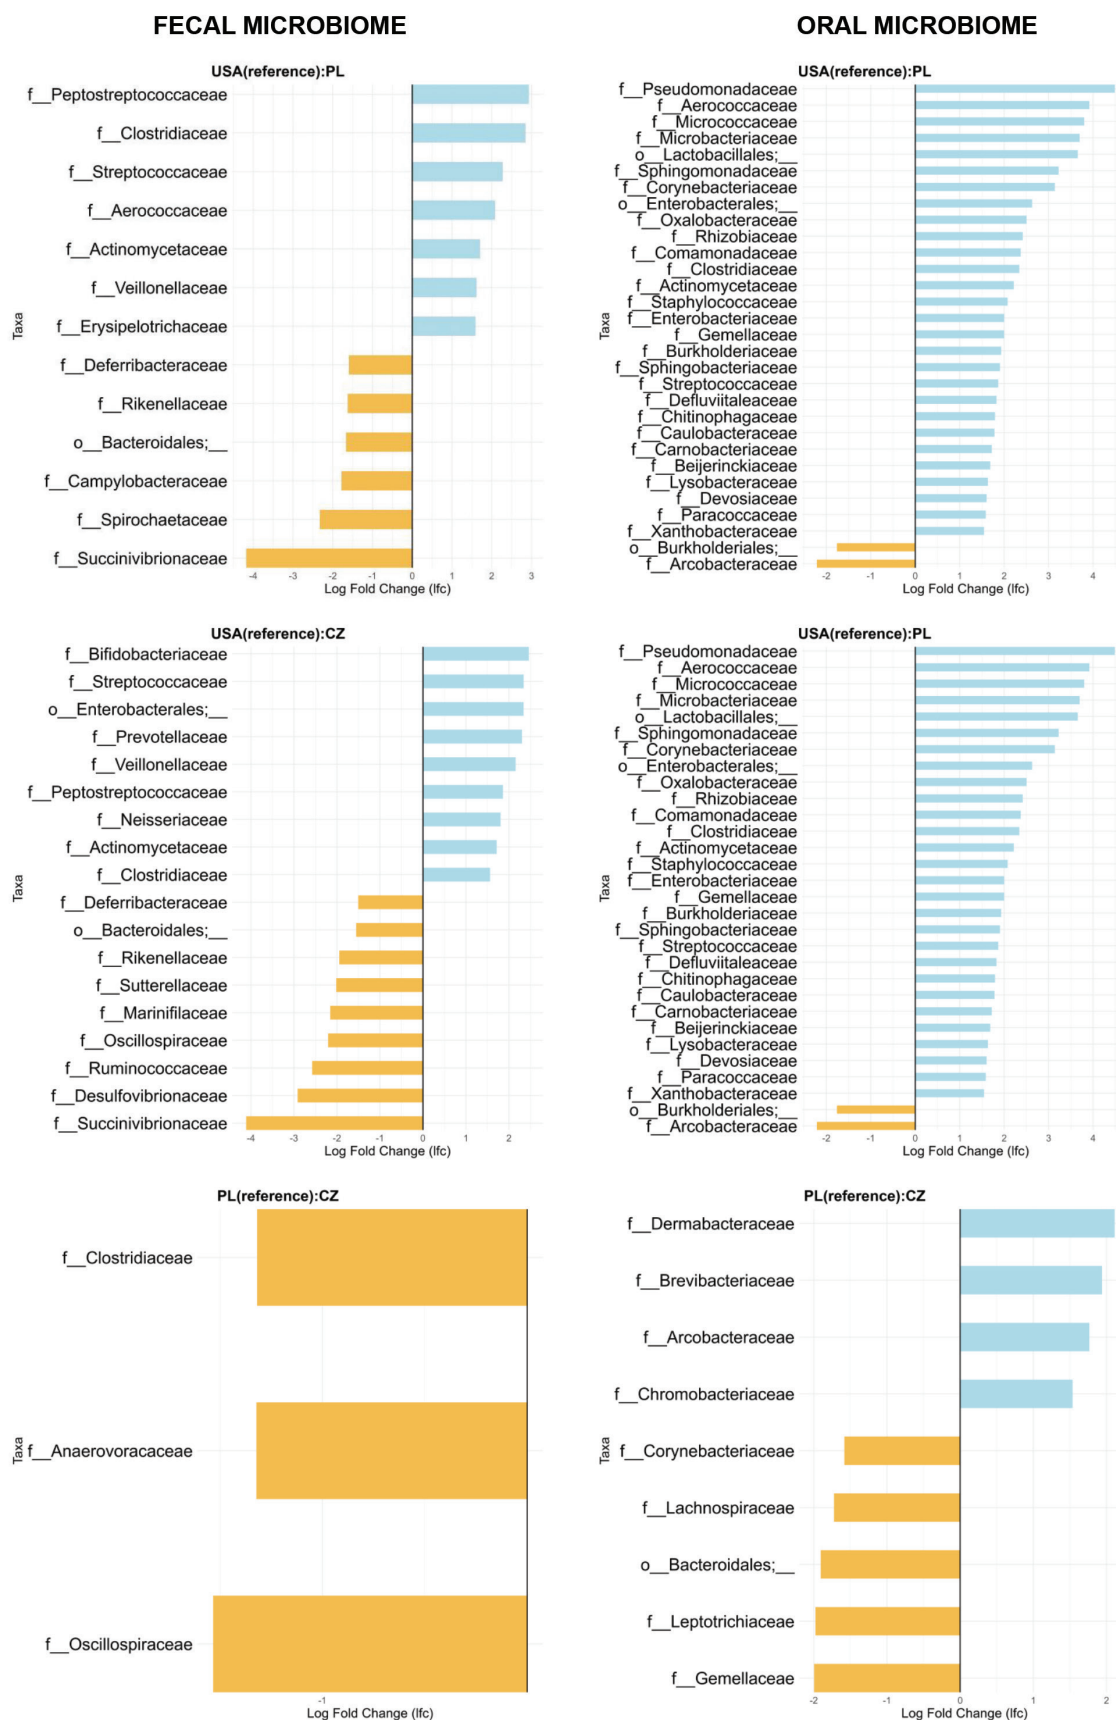 FECAL MICROBIOME
ORAL MICROBIOME
USA(reference):PL
f__Peptostreptococcaceae
f__Clostridiaceae
f__Streptococcaceae
f__Aerococcaceae
f__Actinomycetaceae
f__Veillonellaceae
f__Erysipelotrichaceae
f__Deferribacteraceae
f__Rikenellaceae
o__Bacteroidales;__
f__Campylobacteraceae
f__Spirochaetaceae
f__Succinivibrionaceae
Taxa
-4 -3 -2 -1 0 1 2 3
Log Fold Change (lfc)
USA(reference):PL
f__Pseudomonadaceae
f__Aerococcaceae
f__Micrococcaceae
f__Microbacteriaceae
o__Lactobacillales;__
f__Sphingomonadaceae
f__Corynebacteriaceae
o__Enterobacterales;__
f__Oxalobacteraceae
f__Rhizobiaceae
f__Comamonadaceae
f__Clostridiaceae
f__Actinomycetaceae
f__Staphylococcaceae
f__Enterobacteriaceae
f__Gemellaceae
f__Burkholderiaceae
f__Sphingobacteriaceae
f__Streptococcaceae
f__Defluviitaleaceae
f__Chitinophagaceae
f__Caulobacteraceae
f__Carnobacteriaceae
f__Beijerinckiaceae
f__Lysobacteraceae
f__Devosiaceae
f__Paracoccaceae
f__Xanthobacteraceae
o__Burkholderiales;__
f__Arcobacteraceae
Taxa
-2 -1 0 1 2 3 4
Log Fold Change (lfc)
USA(reference):CZ
f__Bifidobacteriaceae
f__Streptococcaceae
o__Enterobacterales;__
f__Prevotellaceae
f__Veillonellaceae
f__Peptostreptococcaceae
f__Neisseriaceae
f__Actinomycetaceae
f__Clostridiaceae
f__Deferribacteraceae
o__Bacteroidales;__
f__Rikenellaceae
f__Sutterellaceae
f__Marinifilaceae
f__Oscillospiraceae
f__Ruminococcaceae
f__Desulfovibrionaceae
f__Succinivibrionaceae
Taxa
-4 -3 -2 -1 0 1 2
Log Fold Change (lfc)
USA(reference):PL
f__Pseudomonadaceae
f__Aerococcaceae
f__Micrococcaceae
f__Microbacteriaceae
o__Lactobacillales;__
f__Sphingomonadaceae
f__Corynebacteriaceae
o__Enterobacterales;__
f__Oxalobacteraceae
f__Rhizobiaceae
f__Comamonadaceae
f__Clostridiaceae
f__Actinomycetaceae
f__Staphylococcaceae
f__Enterobacteriaceae
f__Gemellaceae
f__Burkholderiaceae
f__Sphingobacteriaceae
f__Streptococcaceae
f__Defluviitaleaceae
f__Chitinophagaceae
f__Caulobacteraceae
f__Carnobacteriaceae
f__Beijerinckiaceae
f__Lysobacteraceae
f__Devosiaceae
f__Paracoccaceae
f__Xanthobacteraceae
o__Burkholderiales;__
f__Arcobacteraceae
Taxa
-2 -1 0 1 2 3 4
Log Fold Change (lfc)
PL(reference):CZ
f__Clostridiaceae
f__Anaerovoracaceae
f__Oscillospiraceae
Taxa
-1
Log Fold Change (lfc)
PL(reference):CZ
f__Dermabacteraceae
f__Brevibacteriaceae
f__Arcobacteraceae
f__Chromobacteriaceae
f__Corynebacteriaceae
f__Lachnospiraceae
o__Bacteroidales;__
f__Leptotrichiaceae
f__Gemellaceae
Taxa
-2 -1 0 1 2
Log Fold Change (lfc)